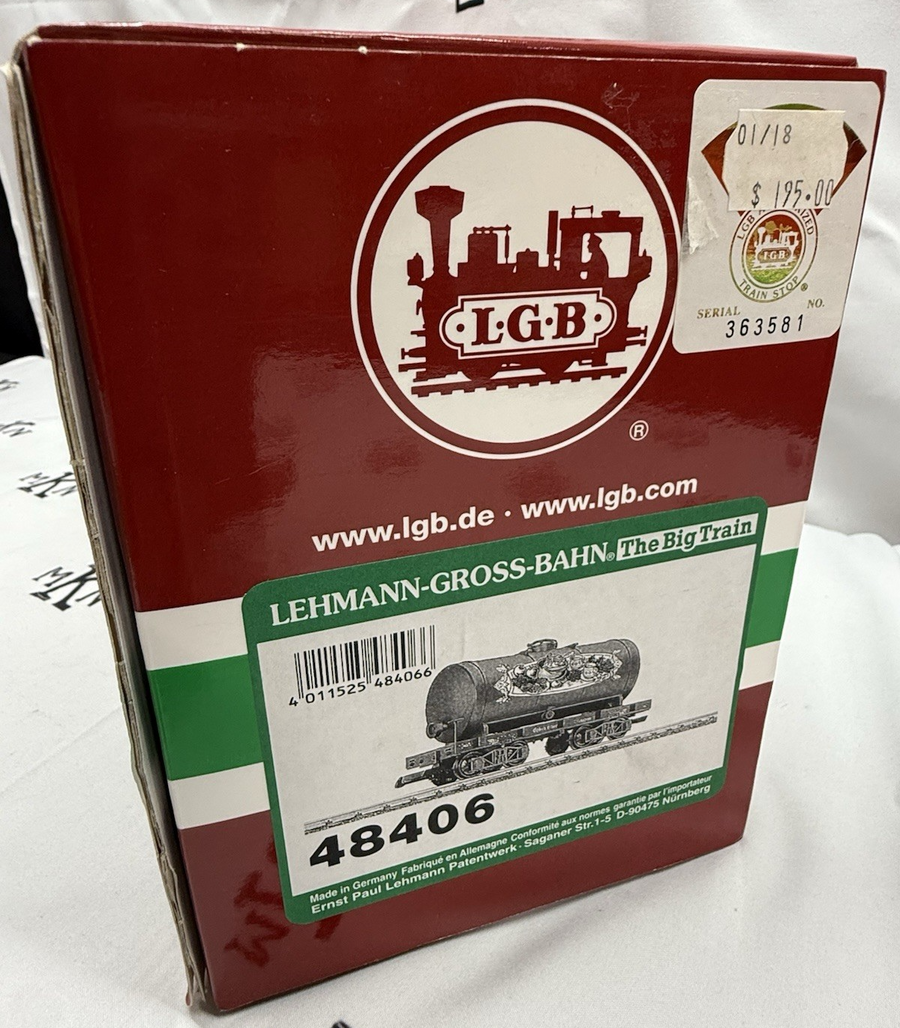 01/18
$ 195.00
LGB
TRAIN STOP ®
SERIAL NO.
363581
L·G·B
®
www.lgb.de · www.lgb.com
LEHMANN-GROSS-BAHN® The Big Train
4 011525 484066
48406
Made in Germany Fabriqué en Allemagne Conformité aux normes garantie par l'importateur
Ernst Paul Lehmann Patentwerk · Saganer Str. 1-5 D-90475 Nürnberg